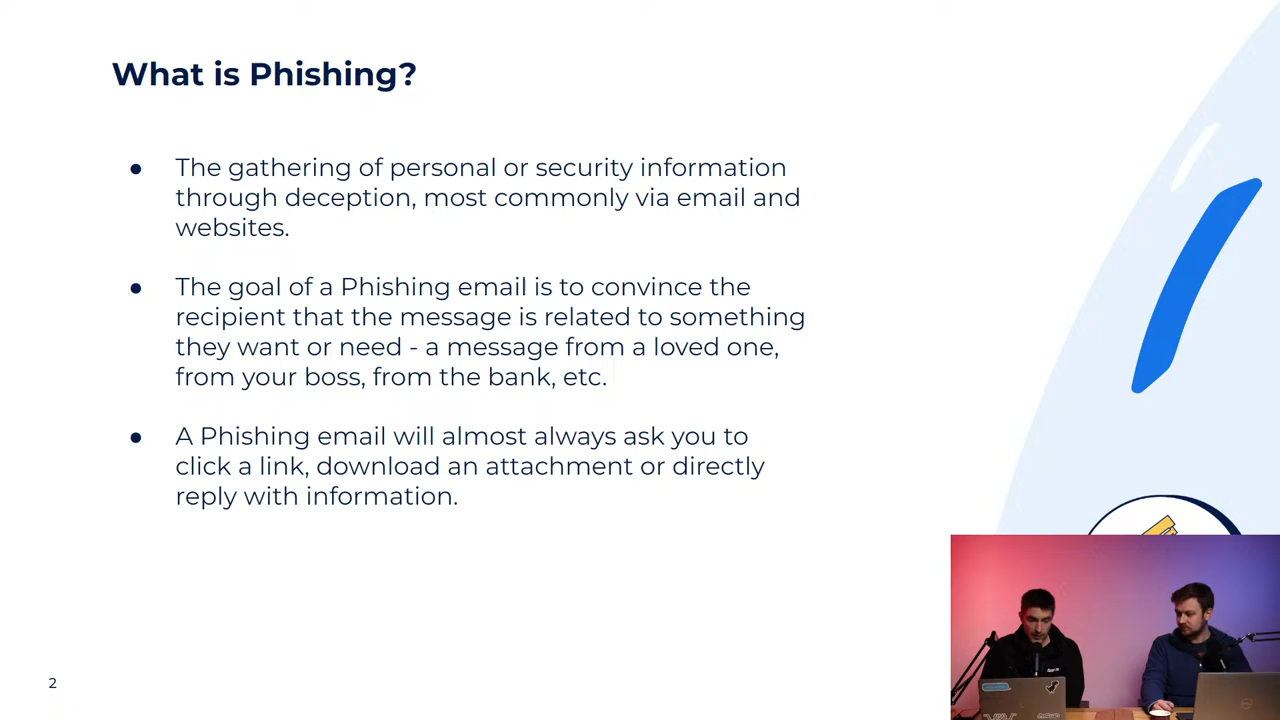 What is Phishing?
● The gathering of personal or security information
through deception, most commonly via email and
websites.
● The goal of a Phishing email is to convince the
recipient that the message is related to something
they want or need - a message from a loved one,
from your boss, from the bank, etc.
● A Phishing email will almost always ask you to
click a link, download an attachment or directly
reply with information.
2